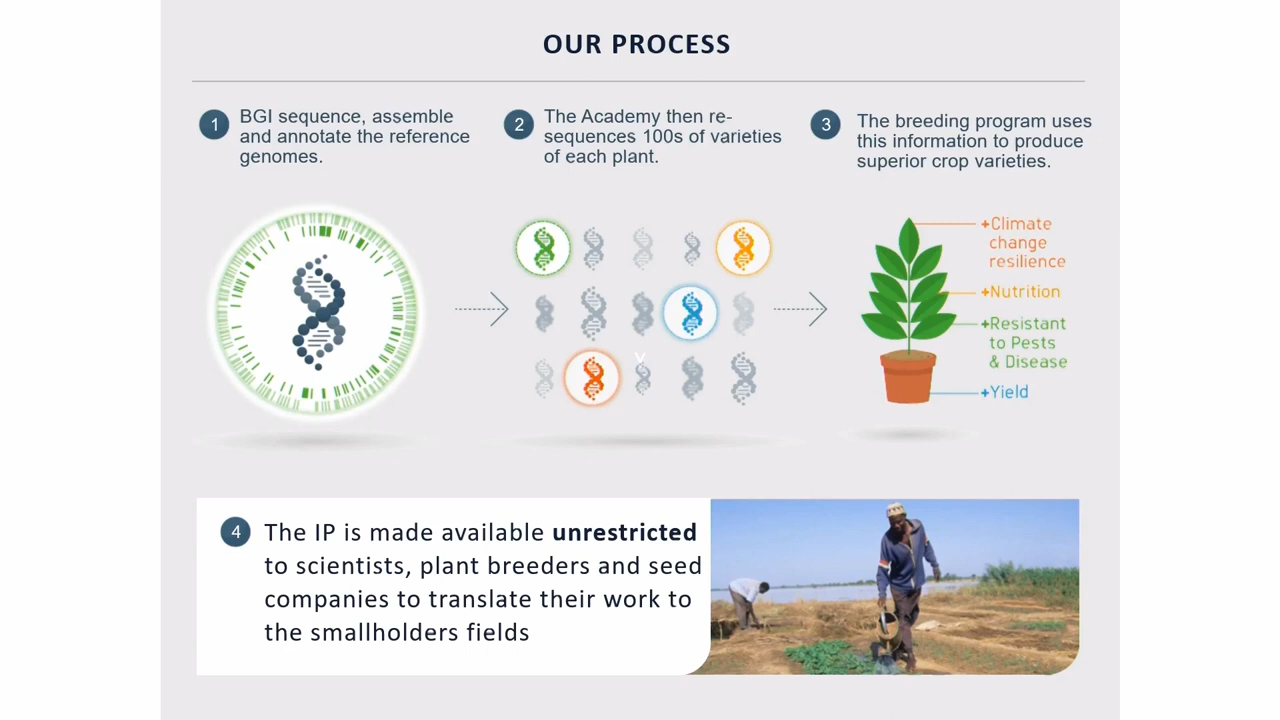 OUR PROCESS
1
BGI sequence, assemble
and annotate the reference
genomes.
2
The Academy then re-
sequences 100s of varieties
of each plant.
3
The breeding program uses
this information to produce
superior crop varieties.
+Climate
change
resilience
+Nutrition
+Resistant
to Pests
& Disease
+Yield
4
The IP is made available unrestricted
to scientists, plant breeders and seed
companies to translate their work to
the smallholders fields